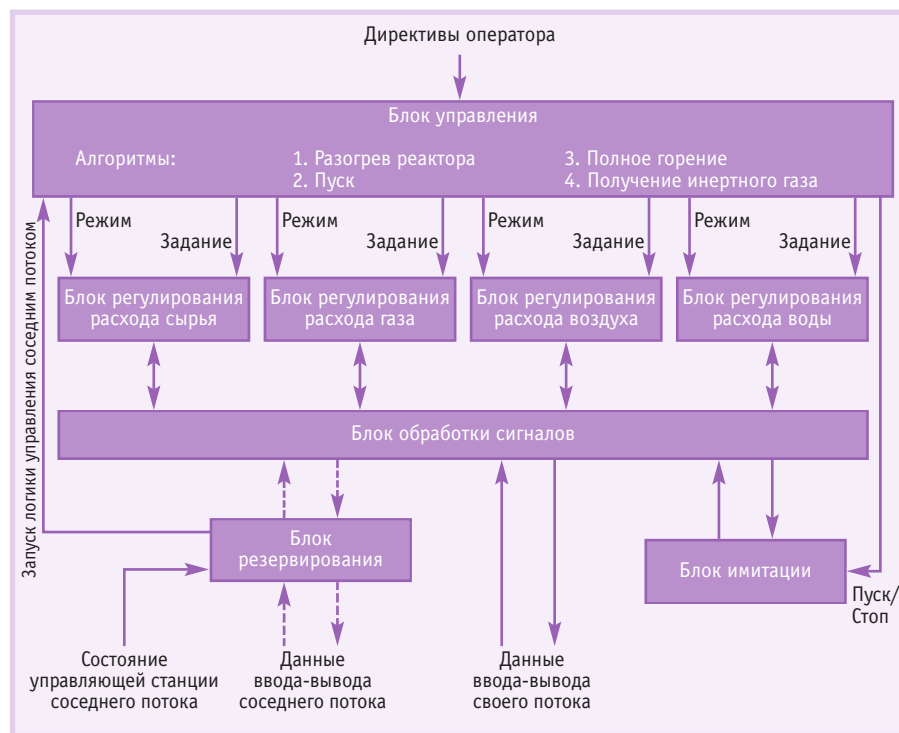 Директивы оператора
Блок управления
Алгоритмы:
1. Разогрев реактора
2. Пуск
3. Полное горение
4. Получение инертного газа
Режим
Задание
Режим
Задание
Режим
Задание
Режим
Задание
Блок регулирования
расхода сырья
Блок регулирования
расхода газа
Блок регулирования
расхода воздуха
Блок регулирования
расхода воды
Запуск логики управления соседним потоком
Блок обработки сигналов
Блок
резервирования
Блок имитации
Пуск/
Стоп
Состояние
управляющей станции
соседнего потока
Данные
ввода-вывода
соседнего потока
Данные
ввода-вывода
своего потока